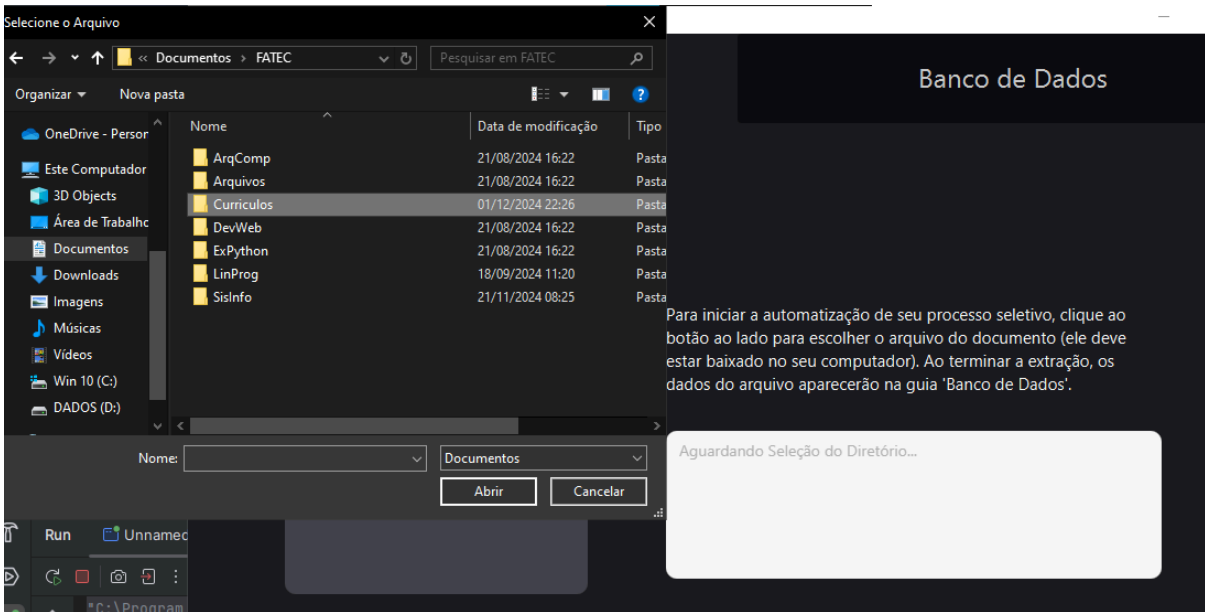 Selecione o Arquivo
« Documentos > FATEC
Pesquisar em FATEC
Organizar
Nova pasta
OneDrive - Person
Este Computador
3D Objects
Área de Trabalho
Documentos
Downloads
Imagens
Músicas
Vídeos
Win 10 (C:)
DADOS (D:)
Nome Data de modificação Tipo
ArqComp 21/08/2024 16:22 Pasta
Arquivos 21/08/2024 16:22 Pasta
Curriculos 01/12/2024 22:26 Pasta
DevWeb 21/08/2024 16:22 Pasta
ExPython 21/08/2024 16:22 Pasta
LinProg 18/09/2024 11:20 Pasta
SisInfo 21/11/2024 08:25 Pasta
Nome:
Documentos
Abrir
Cancelar
Banco de Dados
Para iniciar a automatização de seu processo seletivo, clique ao
botão ao lado para escolher o arquivo do documento (ele deve
estar baixado no seu computador). Ao terminar a extração, os
dados do arquivo aparecerão na guia 'Banco de Dados'.
Aguardando Seleção do Diretório...
Run
Unnamed
"C:\Program